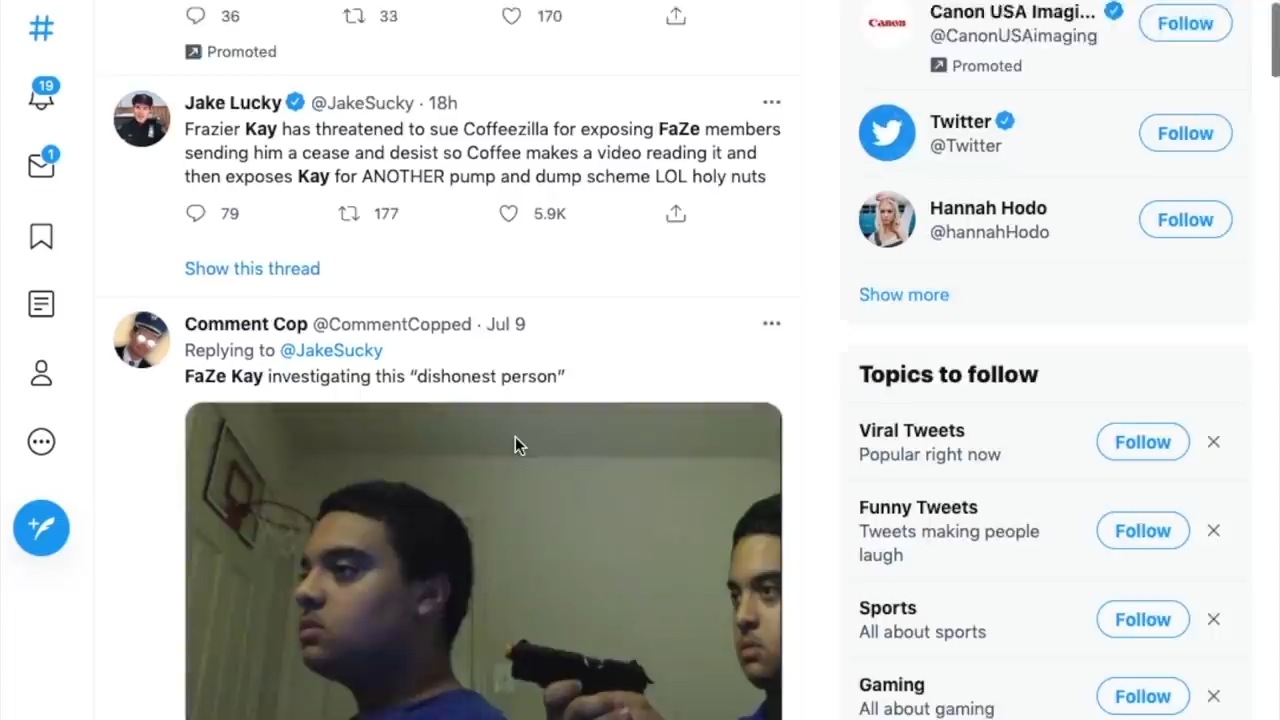 36 33 170
Promoted
Jake Lucky @JakeSucky · 18h
Frazier Kay has threatened to sue Coffeezilla for exposing FaZe members
sending him a cease and desist so Coffee makes a video reading it and
then exposes Kay for ANOTHER pump and dump scheme LOL holy nuts
79 177 5.9K
Show this thread
Comment Cop @CommentCopped · Jul 9
Replying to @JakeSucky
FaZe Kay investigating this “dishonest person”
19
1
Canon
Canon USA Imagi...
@CanonUSAimaging
Follow
Promoted
Twitter
@Twitter
Follow
Hannah Hodo
@hannahHodo
Follow
Show more
Topics to follow
Viral Tweets
Popular right now
Follow
Funny Tweets
Tweets making people
laugh
Follow
Sports
All about sports
Follow
Gaming
All about gaming
Follow